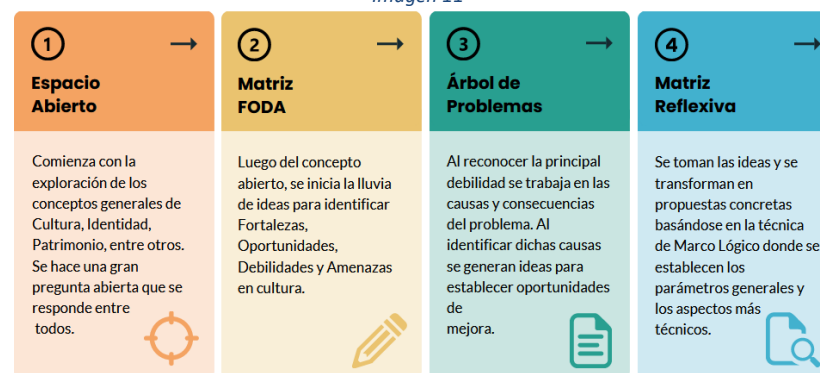 Imagen 11
1
Espacio
Abierto
Comienza con la
exploración de los
conceptos generales de
Cultura, Identidad,
Patrimonio, entre otros.
Se hace una gran
pregunta abierta que se
responde entre
todos.
2
Matriz
FODA
Luego del concepto
abierto, se inicia la lluvia
de ideas para identificar
Fortalezas,
Oportunidades,
Debilidades y Amenazas
en cultura.
3
Árbol de
Problemas
Al reconocer la principal
debilidad se trabaja en las
causas y consecuencias
del problema. Al
identificar dichas causas
se generan ideas para
establecer oportunidades
de
mejora.
4
Matriz
Reflexiva
Se toman las ideas y se
transforman en
propuestas concretas
basándose en la técnica
de Marco Lógico donde se
establecen los
parámetros generales y
los aspectos más
técnicos.